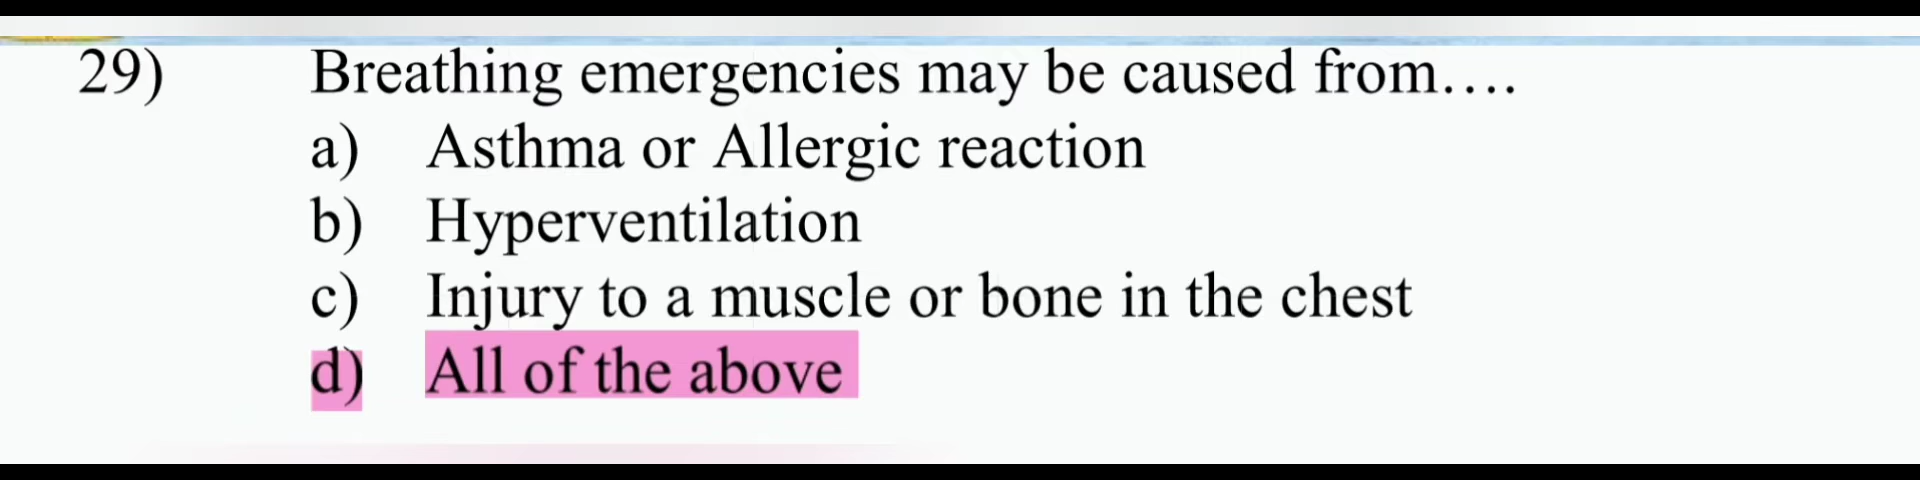 29) Breathing emergencies may be caused from....
a) Asthma or Allergic reaction
b) Hyperventilation
c) Injury to a muscle or bone in the chest
d) All of the above